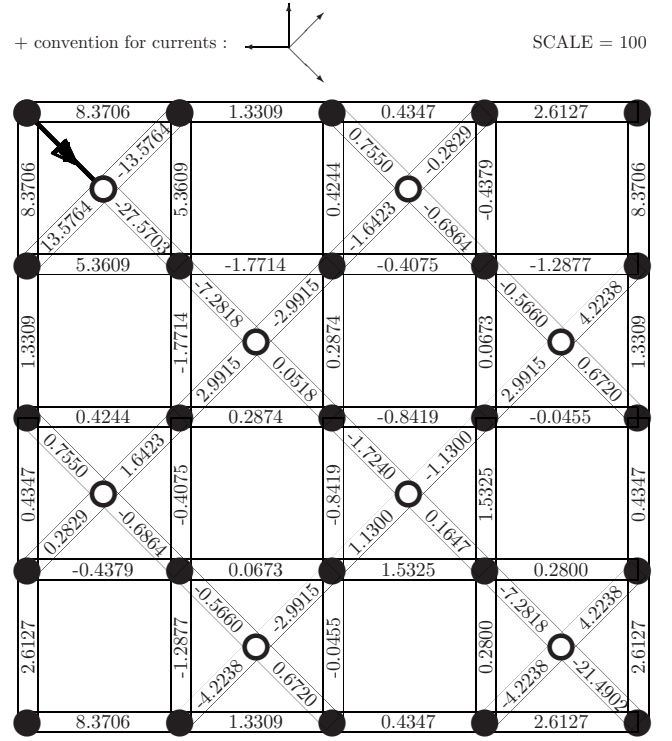 + convention for currents :
SCALE = 100
8.3706 1.3309 0.4347 2.6127
8.3706 13.5764 -13.5764 -27.5703 5.3609 0.4244 0.7550 -1.6423 -0.2829 -0.6864 -0.4379 8.3706
5.3609 -1.7714 -0.4075 -1.2877
1.3309 -1.7714 -7.2818 2.9915 -2.9915 0.0518 0.2874 0.0673 -0.5660 2.9915 4.2238 0.6720 1.3309
0.4244 0.2874 -0.8419 -0.0455
0.4347 0.7550 0.2829 1.6423 -0.6864 -0.4075 -0.8419 -1.7240 1.1300 -1.1300 0.1647 1.5325 0.4347
-0.4379 0.0673 1.5325 0.2800
2.6127 -1.2877 -0.5660 -4.2238 -2.9915 0.6720 -0.0455 0.2800 -7.2818 -4.2238 4.2238 -21.4902 2.6127
8.3706 1.3309 0.4347 2.6127